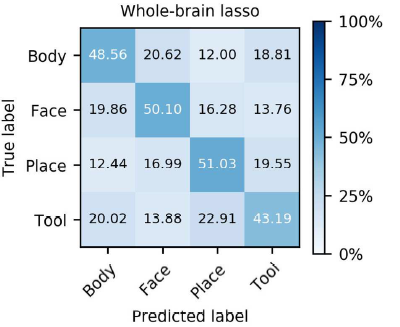 Whole-brain lasso
100%
Body 48.56 20.62 12.00 18.81
75%
Face 19.86 50.10 16.28 13.76
50%
Place 12.44 16.99 51.03 19.55
25%
Tool 20.02 13.88 22.91 43.19
0%
True label
Body Face Place Tool
Predicted label